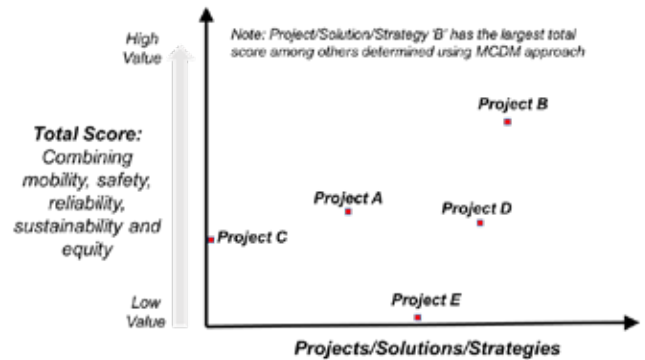 High
Value
Note: Project/Solution/Strategy 'B' has the largest total
score among others determined using MCDM approach
Project B
Total Score:
Combining
mobility, safety,
reliability,
sustainability and
equity
Project A
Project D
Project C
Project E
Low
Value
Projects/Solutions/Strategies